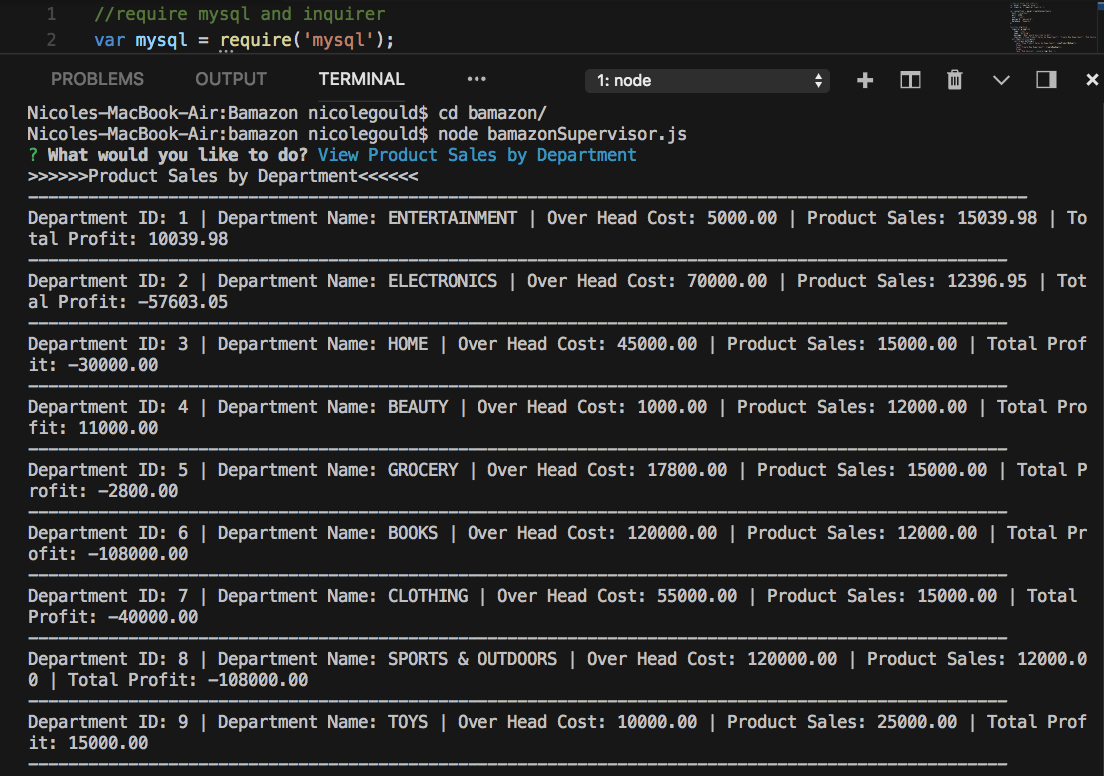 1 //require mysql and inquirer
2 var mysql = require('mysql');
PROBLEMS OUTPUT TERMINAL ••• 1: node
Nicoles-MacBook-Air:Bamazon nicolegould$ cd bamazon/
Nicoles-MacBook-Air:bamazon nicolegould$ node bamazonSupervisor.js
? What would you like to do? View Product Sales by Department
>>>>>>Product Sales by Department<<<<<<
Department ID: 1 | Department Name: ENTERTAINMENT | Over Head Cost: 5000.00 | Product Sales: 15039.98 | To
tal Profit: 10039.98
Department ID: 2 | Department Name: ELECTRONICS | Over Head Cost: 70000.00 | Product Sales: 12396.95 | Tot
al Profit: -57603.05
Department ID: 3 | Department Name: HOME | Over Head Cost: 45000.00 | Product Sales: 15000.00 | Total Prof
it: -30000.00
Department ID: 4 | Department Name: BEAUTY | Over Head Cost: 1000.00 | Product Sales: 12000.00 | Total Pro
fit: 11000.00
Department ID: 5 | Department Name: GROCERY | Over Head Cost: 17800.00 | Product Sales: 15000.00 | Total P
rofit: -2800.00
Department ID: 6 | Department Name: BOOKS | Over Head Cost: 120000.00 | Product Sales: 12000.00 | Total Pr
ofit: -108000.00
Department ID: 7 | Department Name: CLOTHING | Over Head Cost: 55000.00 | Product Sales: 15000.00 | Total
Profit: -40000.00
Department ID: 8 | Department Name: SPORTS & OUTDOORS | Over Head Cost: 120000.00 | Product Sales: 12000.0
0 | Total Profit: -108000.00
Department ID: 9 | Department Name: TOYS | Over Head Cost: 10000.00 | Product Sales: 25000.00 | Total Prof
it: 15000.00